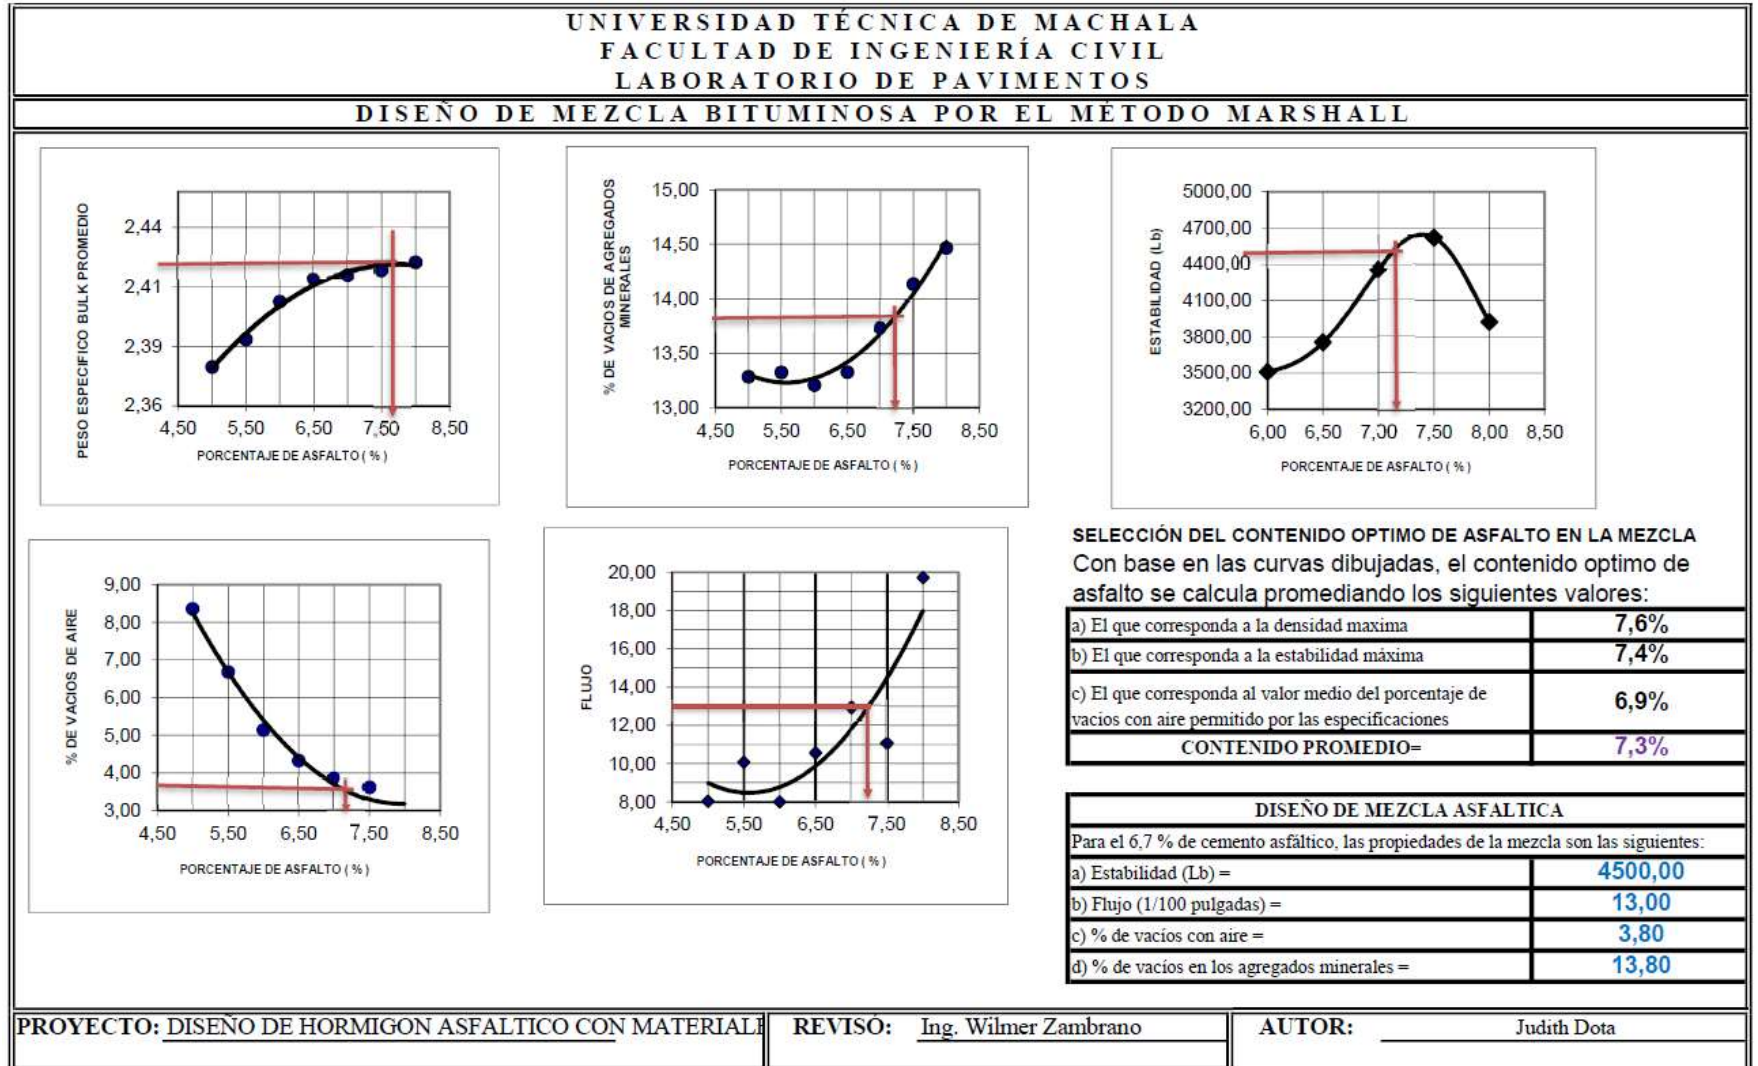 UNIVERSIDAD TÉCNICA DE MACHALA
FACULTAD DE INGENIERÍA CIVIL
LABORATORIO DE PAVIMENTOS
DISEÑO DE MEZCLA BITUMINOSA POR EL MÉTODO MARSHALL
PESO ESPECIFICO BULK PROMEDIO
2,44
2,41
2,39
2,36
4,50 5,50 6,50 7,50 8,50
PORCENTAJE DE ASFALTO ( % )
% DE VACIOS DE AGREGADOS
MINERALES
15,00
14,50
14,00
13,50
13,00
4,50 5,50 6,50 7,50 8,50
PORCENTAJE DE ASFALTO ( % )
ESTABILIDAD (Lb)
5000,00
4700,00
4400,00
4100,00
3800,00
3500,00
3200,00
6,00 6,50 7,00 7,50 8,00 8,50
PORCENTAJE DE ASFALTO ( % )
% DE VACIOS DE AIRE
9,00
8,00
7,00
6,00
5,00
4,00
3,00
4,50 5,50 6,50 7,50 8,50
PORCENTAJE DE ASFALTO ( % )
FLUJO
20,00
18,00
16,00
14,00
12,00
10,00
8,00
4,50 5,50 6,50 7,50 8,50
PORCENTAJE DE ASFALTO ( % )
SELECCIÓN DEL CONTENIDO OPTIMO DE ASFALTO EN LA MEZCLA
Con base en las curvas dibujadas, el contenido optimo de
asfalto se calcula promediando los siguientes valores:
a) El que corresponda a la densidad maxima 7,6%
b) El que corresponda a la estabilidad máxima 7,4%
c) El que corresponda al valor medio del porcentaje de
vacios con aire permitido por las especificaciones 6,9%
CONTENIDO PROMEDIO= 7,3%
DISEÑO DE MEZCLA ASFALTICA
Para el 6,7 % de cemento asfáltico, las propiedades de la mezcla son las siguientes:
a) Estabilidad (Lb) = 4500,00
b) Flujo (1/100 pulgadas) = 13,00
c) % de vacíos con aire = 3,80
d) % de vacíos en los agregados minerales = 13,80
PROYECTO: DISEÑO DE HORMIGON ASFALTICO CON MATERIALE
REVISÓ: Ing. Wilmer Zambrano
AUTOR: Judith Dota